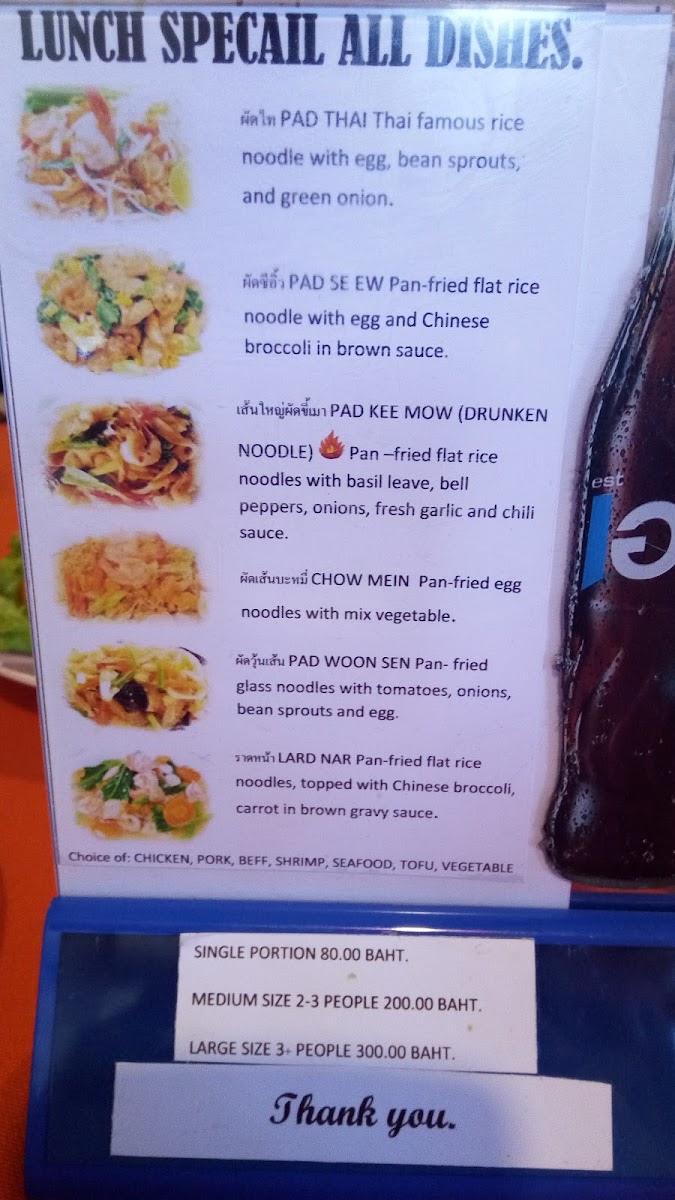 LUNCH SPECAIL ALL DISHES.
ผัดไท PAD THAI Thai famous rice
noodle with egg, bean sprouts,
and green onion.
ผัดซีอิ้ว PAD SE EW Pan-fried flat rice
noodle with egg and Chinese
broccoli in brown sauce.
เส้นใหญ่ผัดขี้เมา PAD KEE MOW (DRUNKEN
NOODLE) Pan –fried flat rice
noodles with basil leave, bell
peppers, onions, fresh garlic and chili
sauce.
ผัดเส้นบะหมี่ CHOW MEIN Pan-fried egg
noodles with mix vegetable.
ผัดวุ้นเส้น PAD WOON SEN Pan- fried
glass noodles with tomatoes, onions,
bean sprouts and egg.
ราดหน้า LARD NAR Pan-fried flat rice
noodles, topped with Chinese broccoli,
carrot in brown gravy sauce.
Choice of: CHICKEN, PORK, BEFF, SHRIMP, SEAFOOD, TOFU, VEGETABLE
est
SINGLE PORTION 80.00 BAHT.
MEDIUM SIZE 2-3 PEOPLE 200.00 BAHT.
LARGE SIZE 3+ PEOPLE 300.00 BAHT.
Thank you.